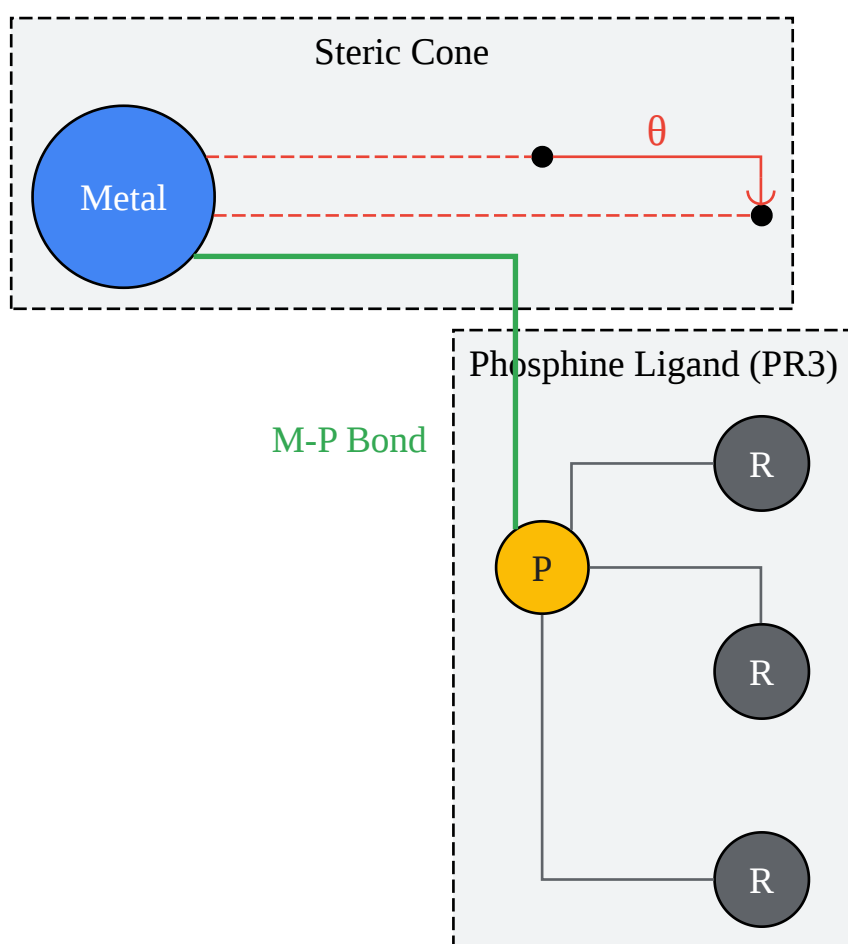 Steric Cone
θ
Metal
Phosphine Ligand (PR3)
M-P Bond
R
P
R
R